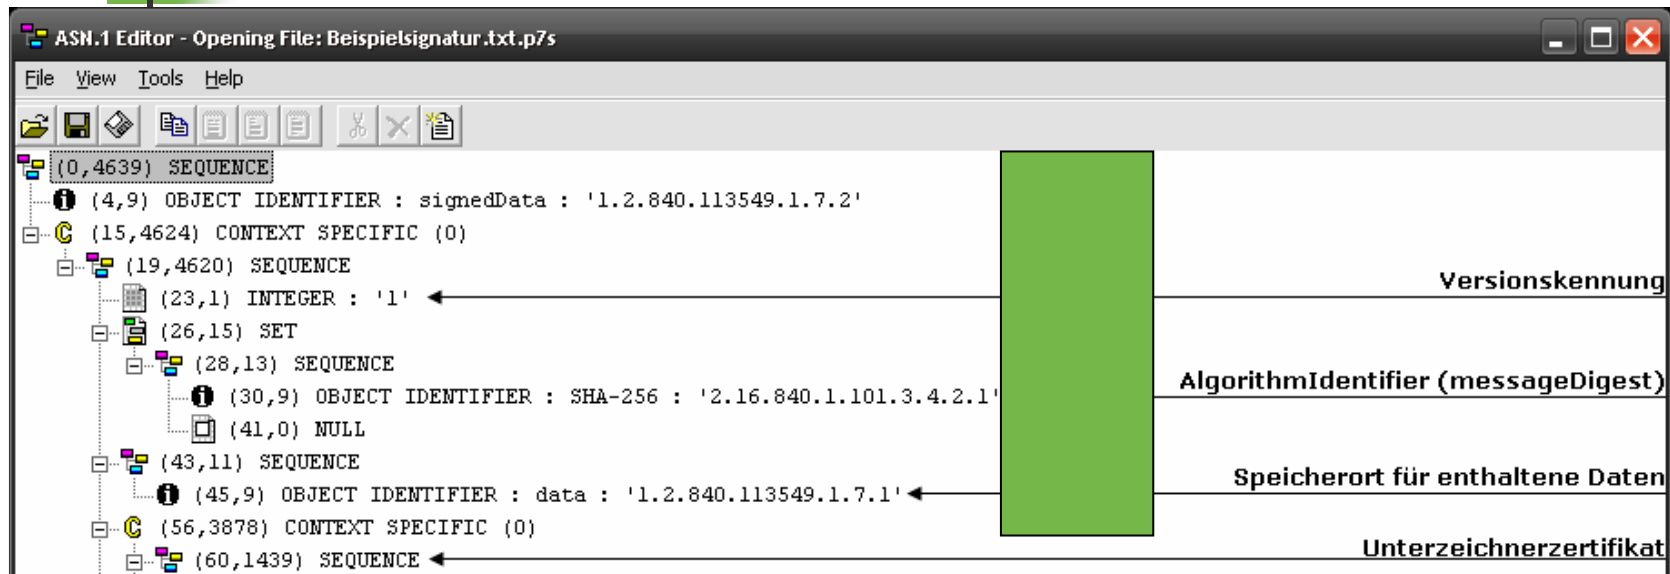 ASN.1 Editor - Opening File: Beispielsignatur.txt.p7s
File View Tools Help
(0,4639) SEQUENCE
(4,9) OBJECT IDENTIFIER : signedData : '1.2.840.113549.1.7.2'
(15,4624) CONTEXT SPECIFIC (0)
(19,4620) SEQUENCE
Versionskennung
(23,1) INTEGER : '1'
(26,15) SET
(28,13) SEQUENCE
AlgorithmIdentifier (messageDigest)
(30,9) OBJECT IDENTIFIER : SHA-256 : '2.16.840.1.101.3.4.2.1'
(41,0) NULL
(43,11) SEQUENCE
Speicherort für enthaltene Daten
(45,9) OBJECT IDENTIFIER : data : '1.2.840.113549.1.7.1'
(56,3878) CONTEXT SPECIFIC (0)
Unterzeichnerzertifikat
(60,1439) SEQUENCE